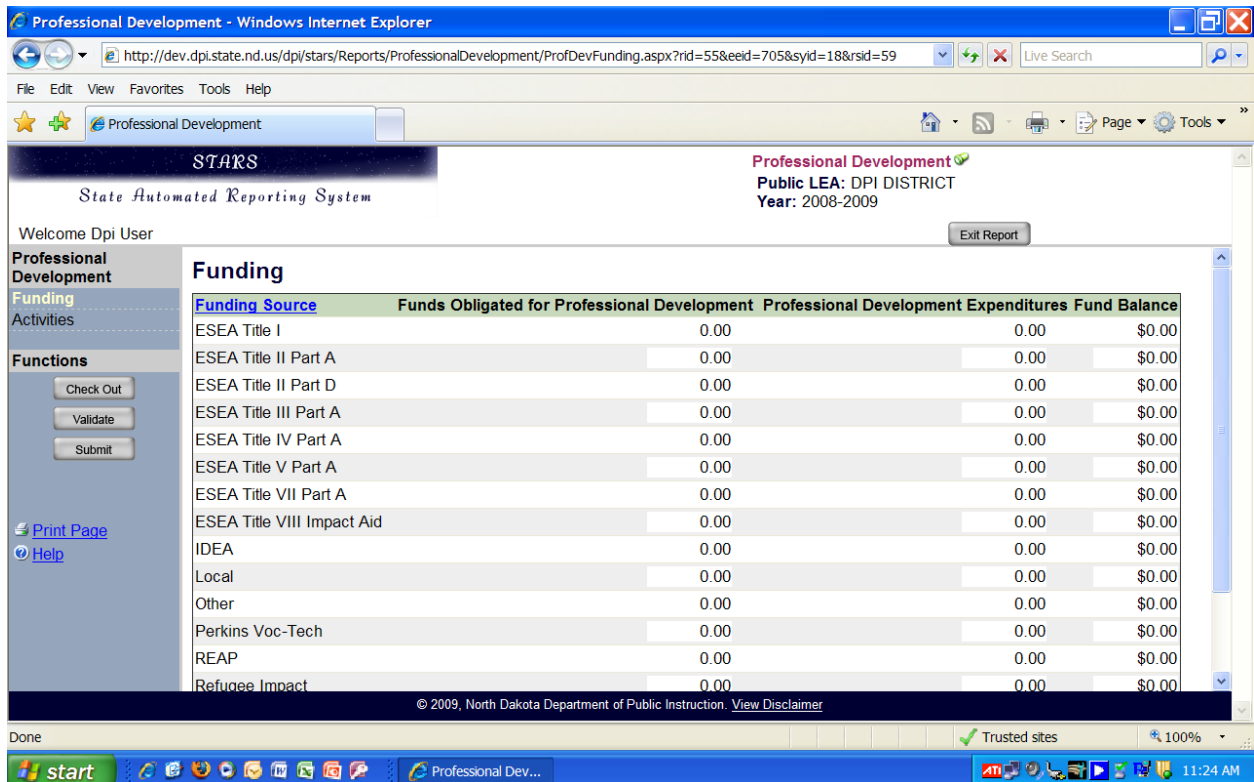 Professional Development - Windows Internet Explorer
http://dev.dpi.state.nd.us/dpi/stars/Reports/ProfessionalDevelopment/ProfDevFunding.aspx?rid=55&eeid=705&syid=18&rsid=59
Live Search
File Edit View Favorites Tools Help
Professional Development
Page Tools »
STARS
State Automated Reporting System
Professional Development
Public LEA: DPI DISTRICT
Year: 2008-2009
Welcome Dpi User
Exit Report
Professional Development
Funding
Activities
Functions
Check Out
Validate
Submit
Print Page
Help
Funding
Funding Source Funds Obligated for Professional Development Professional Development Expenditures Fund Balance
ESEA Title I 0.00 0.00 $0.00
ESEA Title II Part A 0.00 0.00 $0.00
ESEA Title II Part D 0.00 0.00 $0.00
ESEA Title III Part A 0.00 0.00 $0.00
ESEA Title IV Part A 0.00 0.00 $0.00
ESEA Title V Part A 0.00 0.00 $0.00
ESEA Title VII Part A 0.00 0.00 $0.00
ESEA Title VIII Impact Aid 0.00 0.00 $0.00
IDEA 0.00 0.00 $0.00
Local 0.00 0.00 $0.00
Other 0.00 0.00 $0.00
Perkins Voc-Tech 0.00 0.00 $0.00
REAP 0.00 0.00 $0.00
Refugee Impact 0.00 0.00 $0.00
© 2009, North Dakota Department of Public Instruction. View Disclaimer
Done Trusted sites 100%
start Professional Dev... ATI 11:24 AM